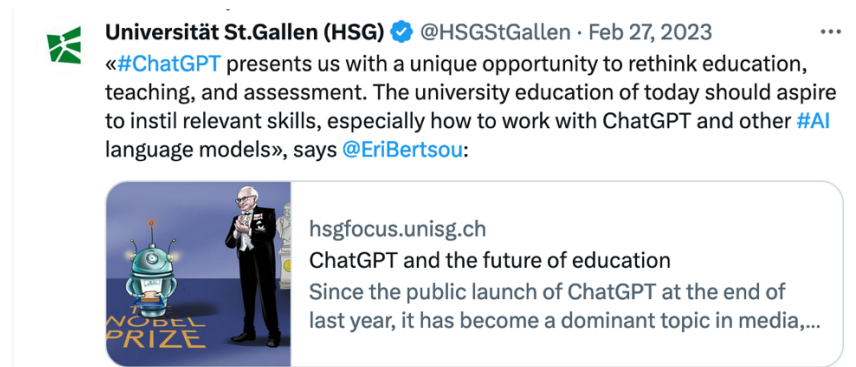 Universität St.Gallen (HSG) @HSGStGallen · Feb 27, 2023
«#ChatGPT presents us with a unique opportunity to rethink education,
teaching, and assessment. The university education of today should aspire
to instil relevant skills, especially how to work with ChatGPT and other #AI
language models», says @EriBertsou:
hsgfocus.unisg.ch
ChatGPT and the future of education
Since the public launch of ChatGPT at the end of
last year, it has become a dominant topic in media,...
NOBEL
PRIZE